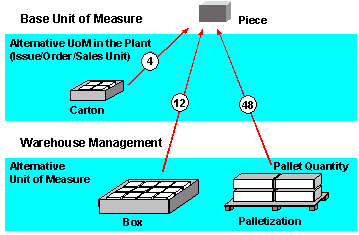 Base Unit of Measure
Piece
Alternative UoM in the Plant
(Issue/Order/Sales Unit)
4
Carton
12
48
Warehouse Management
Alternative
Unit of Measure
Pallet Quantity
Box
Palletization